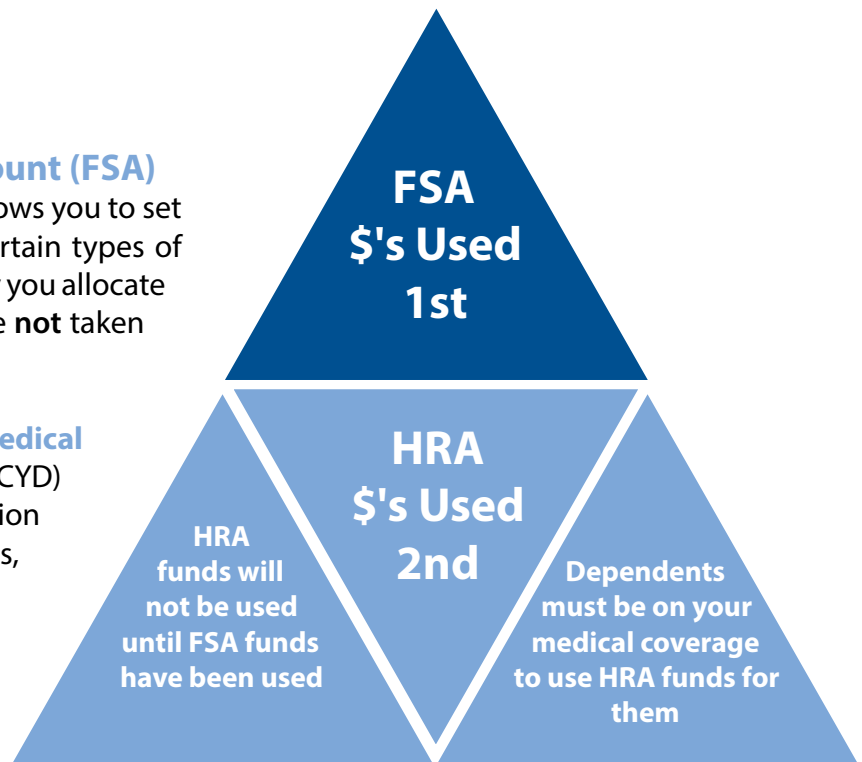 ount (FSA)
ows you to set
rtain types of
you allocate
e not taken
edical
CYD)
ion
s,
FSA
$'s Used
1st
HRA
$'s Used
2nd
HRA
funds will
not be used
until FSA funds
have been used
Dependents
must be on your
medical coverage
to use HRA funds for
them